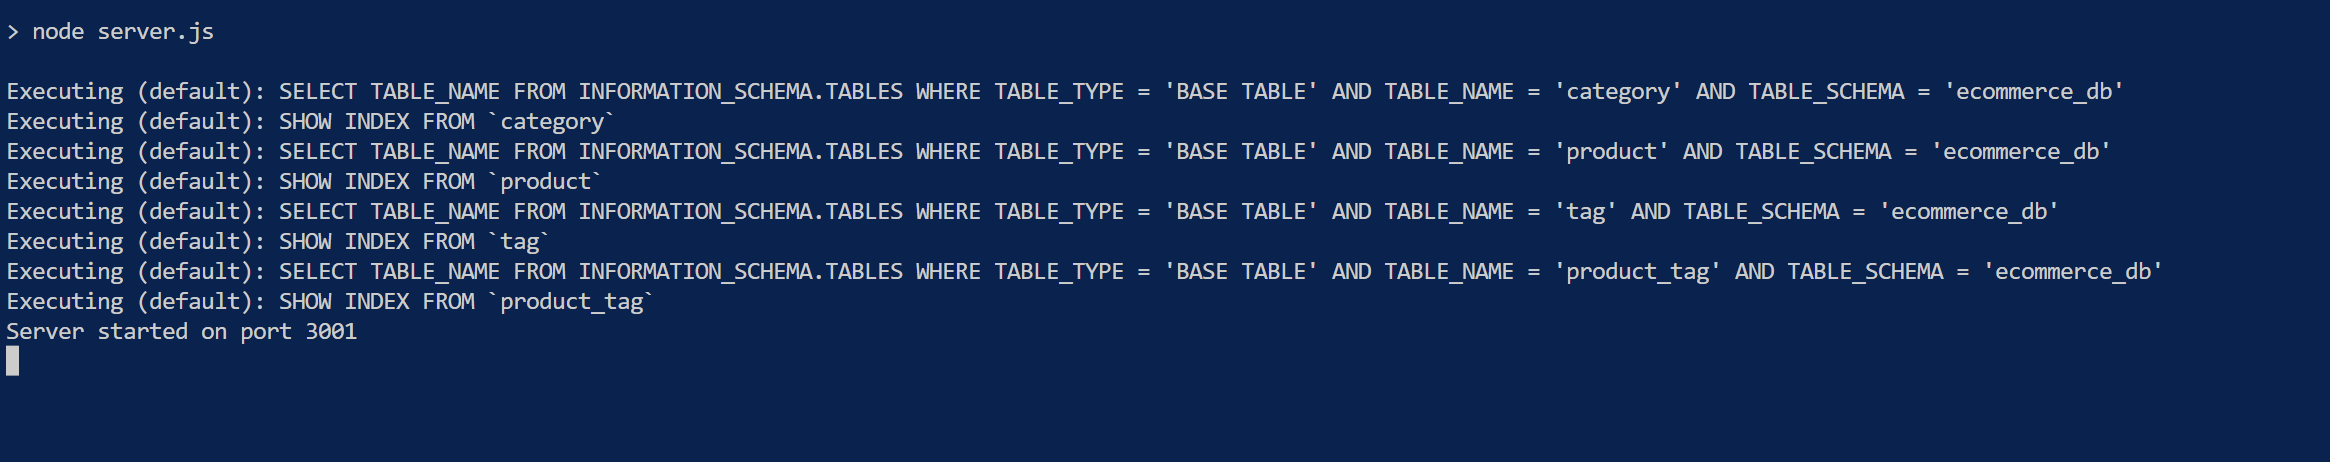 > node server.js
Executing (default): SELECT TABLE_NAME FROM INFORMATION_SCHEMA.TABLES WHERE TABLE_TYPE = 'BASE TABLE' AND TABLE_NAME = 'category' AND TABLE_SCHEMA = 'ecommerce_db'
Executing (default): SHOW INDEX FROM `category`
Executing (default): SELECT TABLE_NAME FROM INFORMATION_SCHEMA.TABLES WHERE TABLE_TYPE = 'BASE TABLE' AND TABLE_NAME = 'product' AND TABLE_SCHEMA = 'ecommerce_db'
Executing (default): SHOW INDEX FROM `product`
Executing (default): SELECT TABLE_NAME FROM INFORMATION_SCHEMA.TABLES WHERE TABLE_TYPE = 'BASE TABLE' AND TABLE_NAME = 'tag' AND TABLE_SCHEMA = 'ecommerce_db'
Executing (default): SHOW INDEX FROM `tag`
Executing (default): SELECT TABLE_NAME FROM INFORMATION_SCHEMA.TABLES WHERE TABLE_TYPE = 'BASE TABLE' AND TABLE_NAME = 'product_tag' AND TABLE_SCHEMA = 'ecommerce_db'
Executing (default): SHOW INDEX FROM `product_tag`
Server started on port 3001